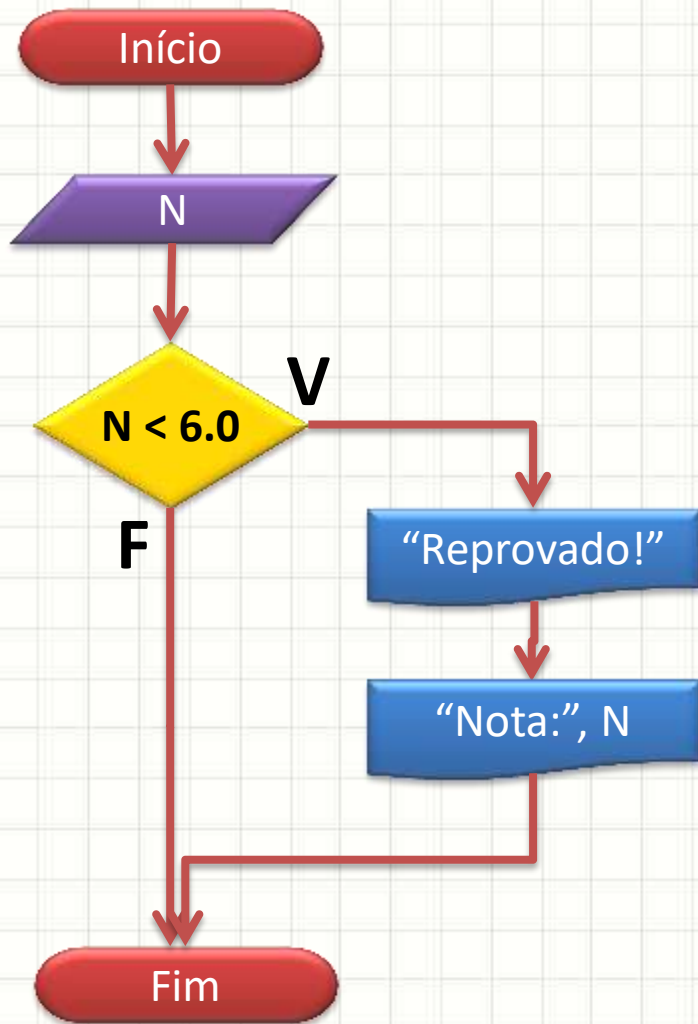 Início
N
N < 6.0
V
F
“Reprovado!”
“Nota:”, N
Fim